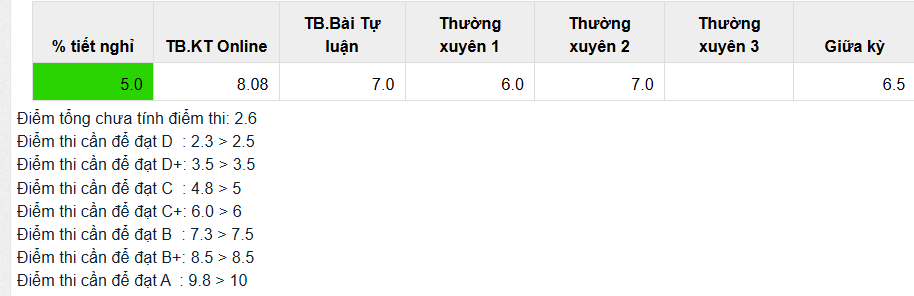 % tiết nghỉ TB.KT Online TB.Bài Tự luận Thường xuyên 1 Thường xuyên 2 Thường xuyên 3 Giữa kỳ
5.0 8.08 7.0 6.0 7.0 6.5
Điểm tổng chưa tính điểm thi: 2.6
Điểm thi cần để đạt D : 2.3 > 2.5
Điểm thi cần để đạt D+: 3.5 > 3.5
Điểm thi cần để đạt C : 4.8 > 5
Điểm thi cần để đạt C+: 6.0 > 6
Điểm thi cần để đạt B : 7.3 > 7.5
Điểm thi cần để đạt B+: 8.5 > 8.5
Điểm thi cần để đạt A : 9.8 > 10